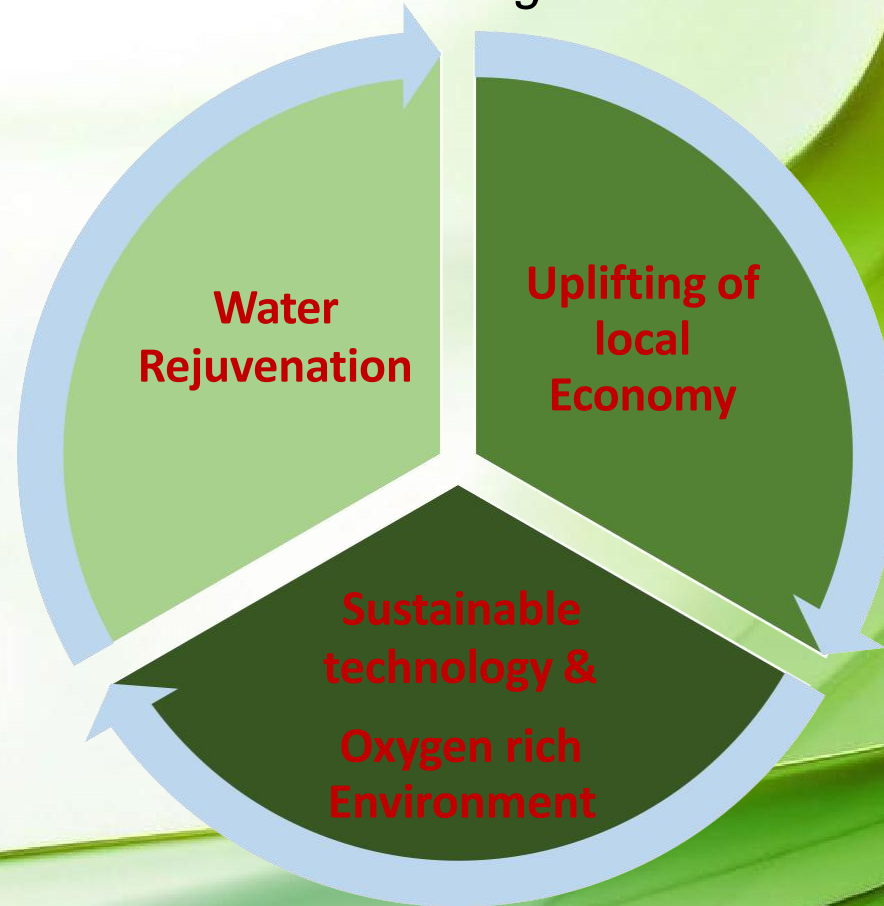 Water
Rejuvenation
Uplifting of
local
Economy
Sustainable
technology &
Oxygen rich
Environment